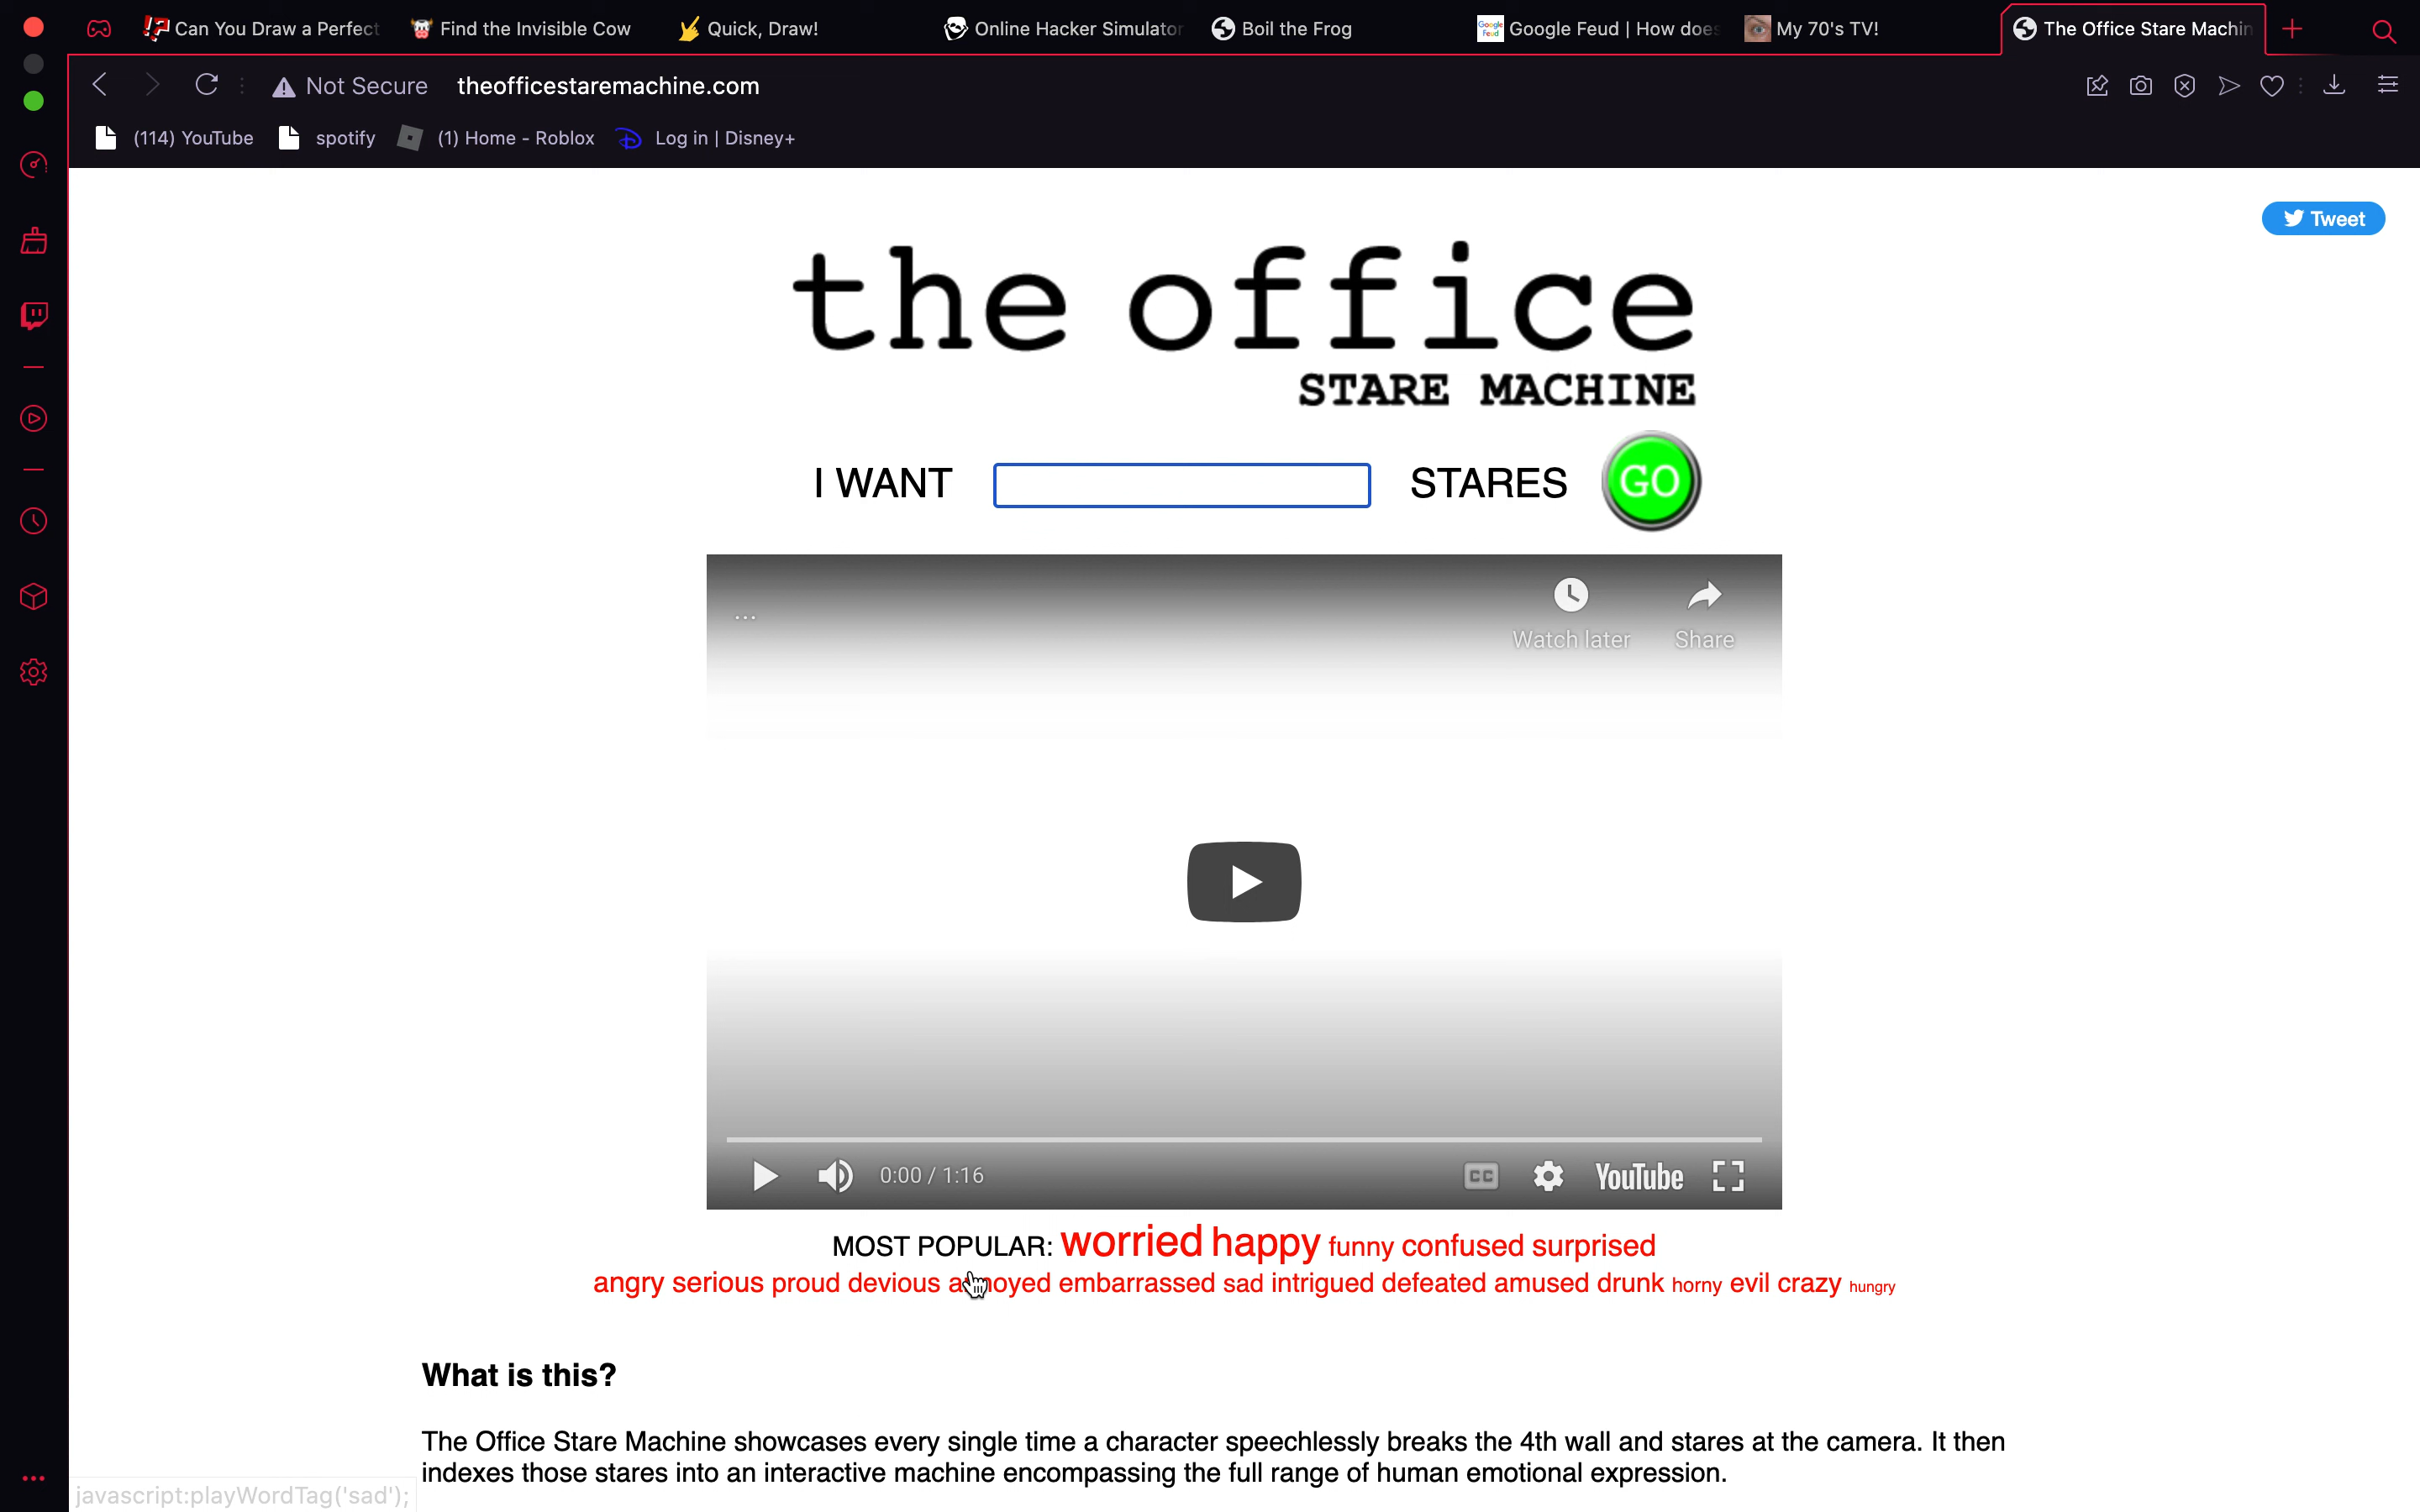 !? Can You Draw a Perfect
Find the Invisible Cow
Quick, Draw!
Online Hacker Simulator
Boil the Frog
Google Feud Google Feud | How does
My 70's TV!
The Office Stare Machin
Not Secure theofficestaremachine.com
(114) YouTube spotify (1) Home - Roblox Log in | Disney+
Tweet
the office
STARE MACHINE
I WANT STARES GO
...
Watch later Share
0:00 / 1:16 CC YouTube
MOST POPULAR: worried happy funny confused surprised
angry serious proud devious annoyed embarrassed sad intrigued defeated amused drunk horny evil crazy hungry
What is this?
The Office Stare Machine showcases every single time a character speechlessly breaks the 4th wall and stares at the camera. It then
indexes those stares into an interactive machine encompassing the full range of human emotional expression.
javascript:playWordTag('sad');